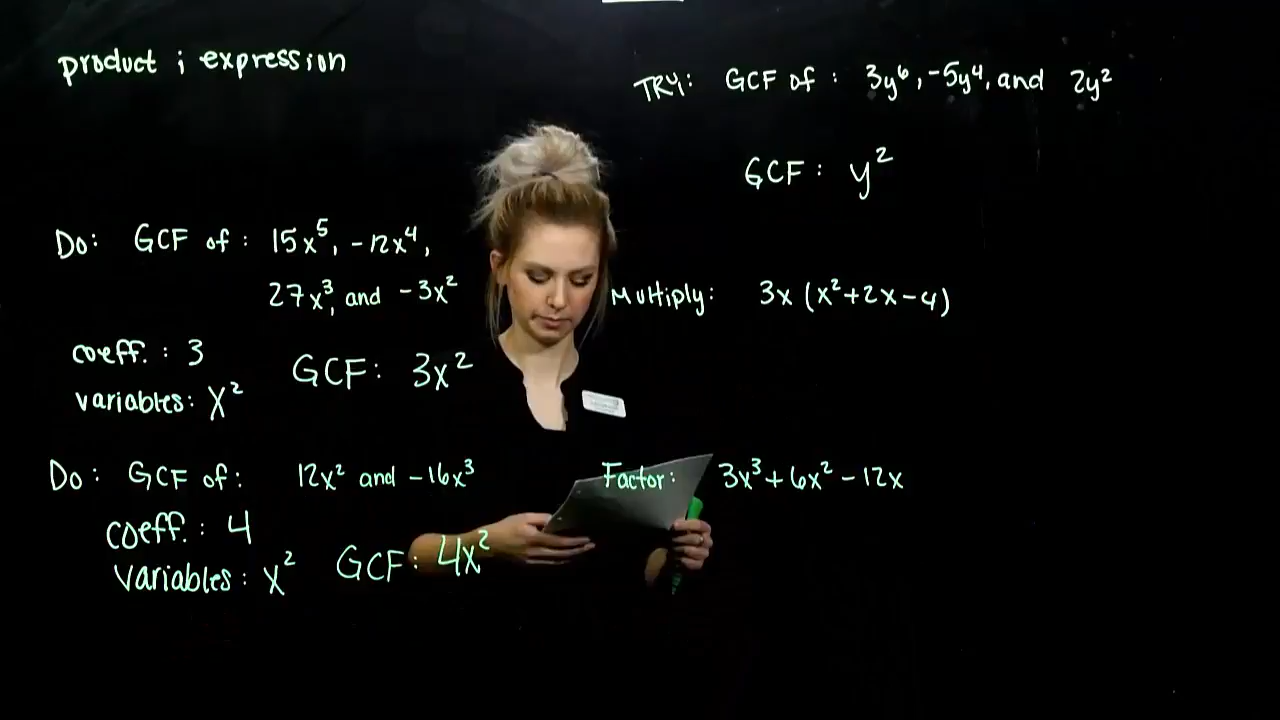 product ; expression
Do: GCF of : 15x⁵, -12x⁴,
27x³, and -3x²
coeff. : 3
variables: x²
GCF: 3x²
Do: GCF of: 12x² and -16x³
coeff. : 4
variables: x²
GCF: 4x²
TRY: GCF of : 3y⁶, -5y⁴, and 2y²
GCF: y²
Multiply: 3x (x²+2x-4)
Factor: 3x³+6x²-12x